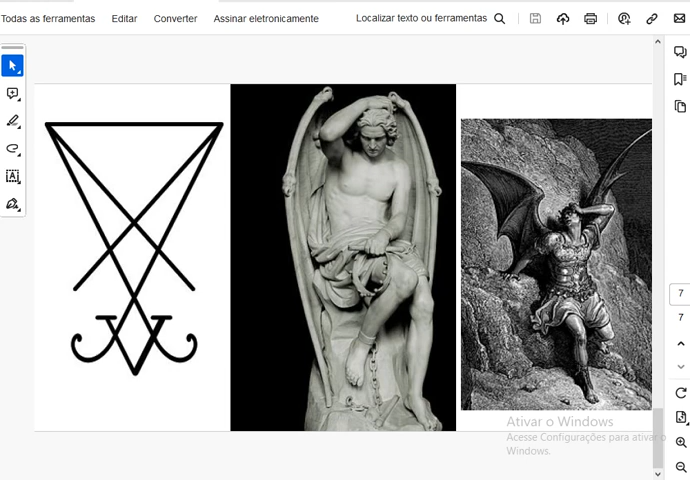 Todas as ferramentas Editar Converter Assinar eletronicamente Localizar texto ou ferramentas
7
7
Ativar o Windows
Acesse Configurações para ativar o
Windows.